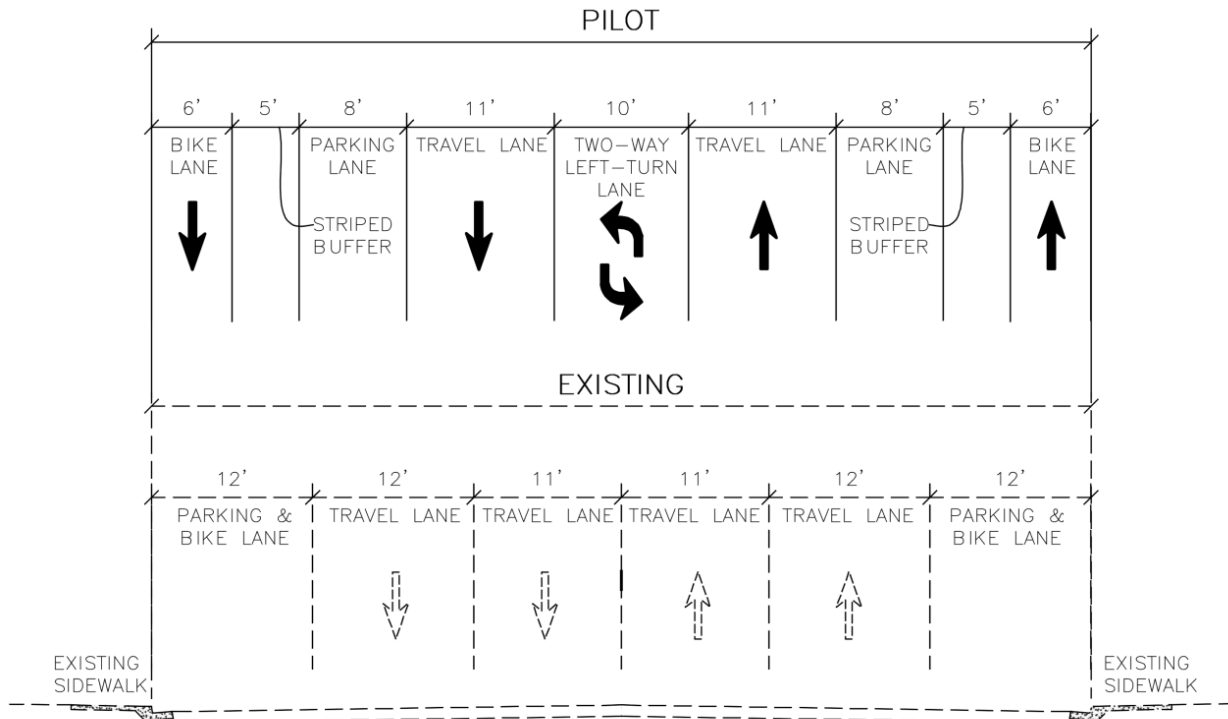 PILOT
6' 5' 8' 11' 10' 11' 8' 5' 6'
BIKE LANE PARKING LANE TRAVEL LANE TWO-WAY LEFT-TURN LANE TRAVEL LANE PARKING LANE BIKE LANE
STRIPED BUFFER STRIPED BUFFER
EXISTING
12' 12' 11' 11' 12' 12'
PARKING & BIKE LANE TRAVEL LANE TRAVEL LANE TRAVEL LANE TRAVEL LANE PARKING & BIKE LANE
EXISTING SIDEWALK EXISTING SIDEWALK